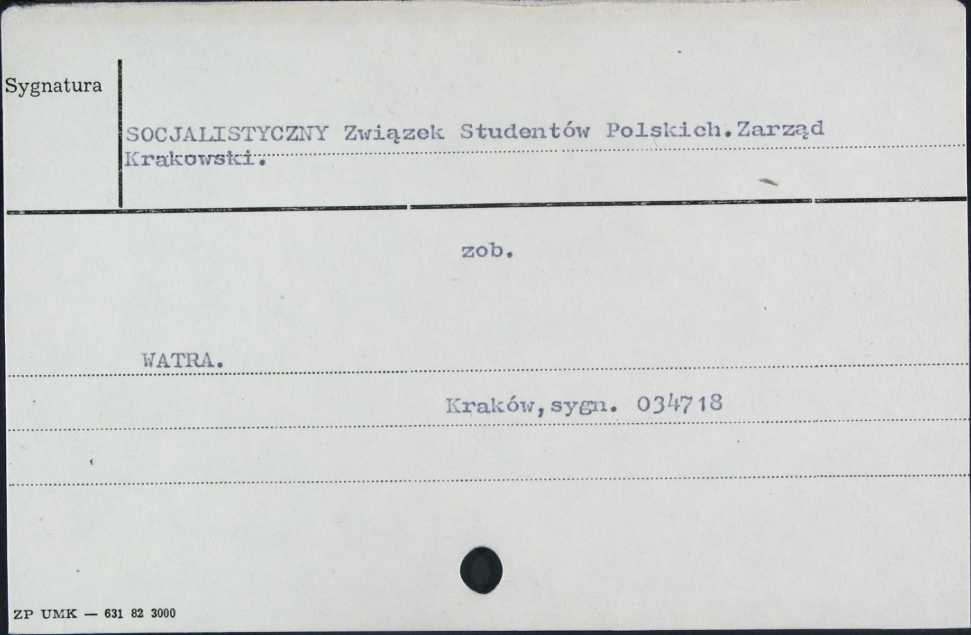 Sygnatura
SOCJALISTYCZNY Związek Studentów Polskich.Zarząd
Krakowski.
zob.
WATRA.
Kraków,sygn. 034718
ZP UMK — 631 82 3000